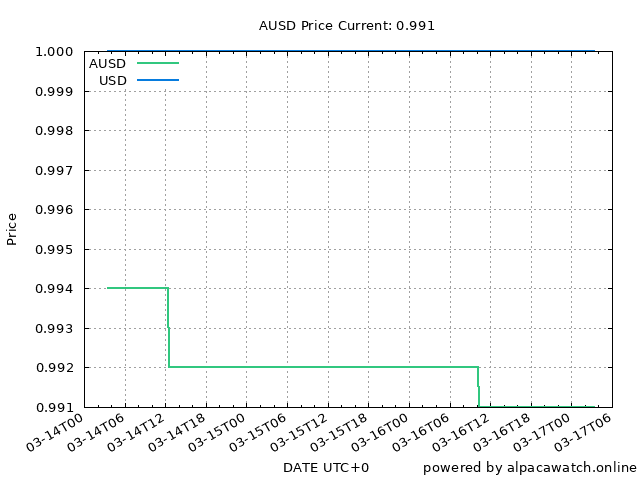 AUSD Price Current: 0.991
1.000
AUSD
USD
0.999
0.998
0.997
0.996
0.995
0.994
0.993
0.992
0.991
Price
03-14T00
03-14T06
03-14T12
03-14T18
03-15T00
03-15T06
03-15T12
03-15T18
03-16T00
03-16T06
03-16T12
03-16T18
03-17T00
03-17T06
DATE UTC+0
powered by alpacawatch.online